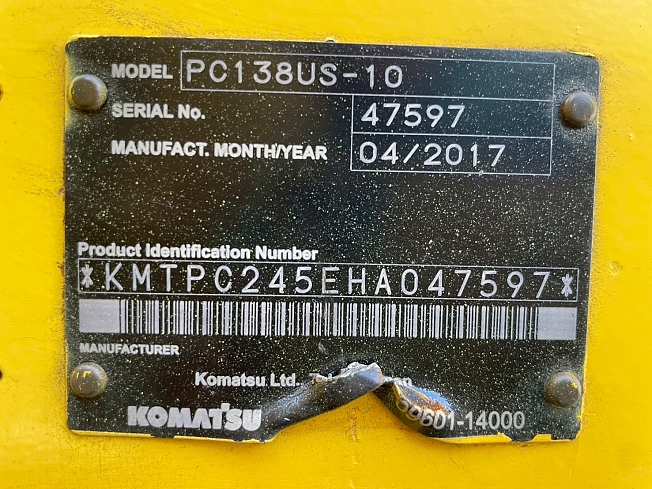 MODEL PC138US-10
SERIAL No. 47597
MANUFACT. MONTH/YEAR 04/2017
Product Identification Number
*KMTPC245EHA047597*
MANUFACTURER
Komatsu Ltd.
KOMATSU 01-14000